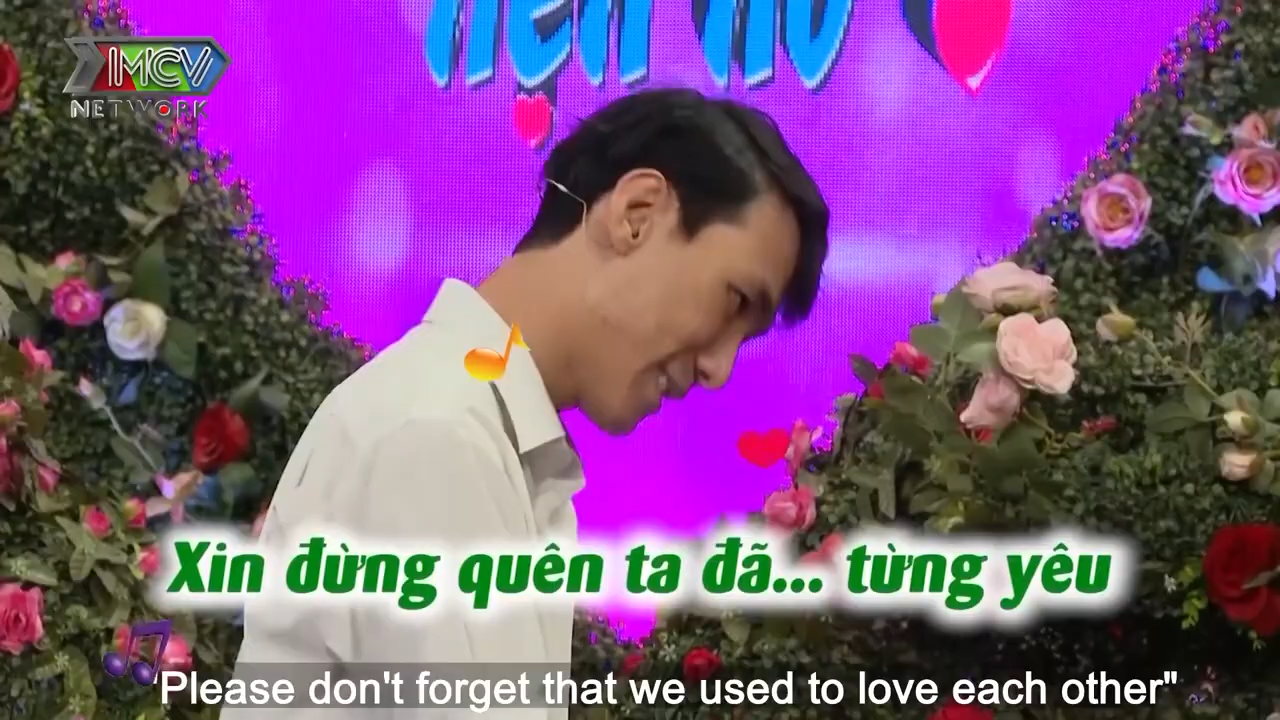 MCV
NETWORK
Xin đừng quên ta đã... từng yêu
"Please don't forget that we used to love each other"